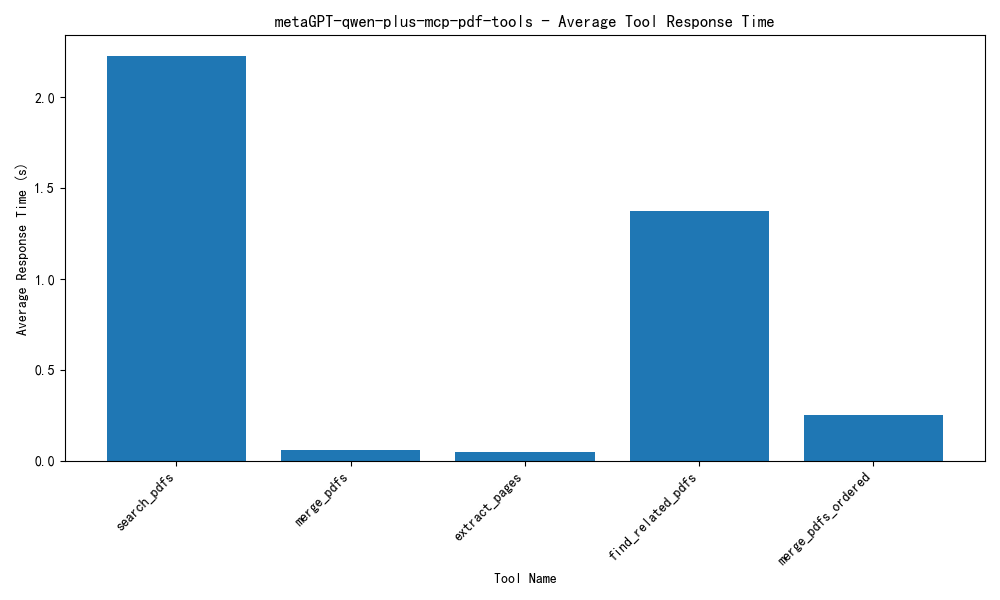 metaGPT-qwen-plus-mcp-pdf-tools - Average Tool Response Time
Average Response Time (s)
2.0
1.5
1.0
0.5
0.0
search_pdfs
merge_pdfs
extract_pages
find_related_pdfs
merge_pdfs_ordered
Tool Name